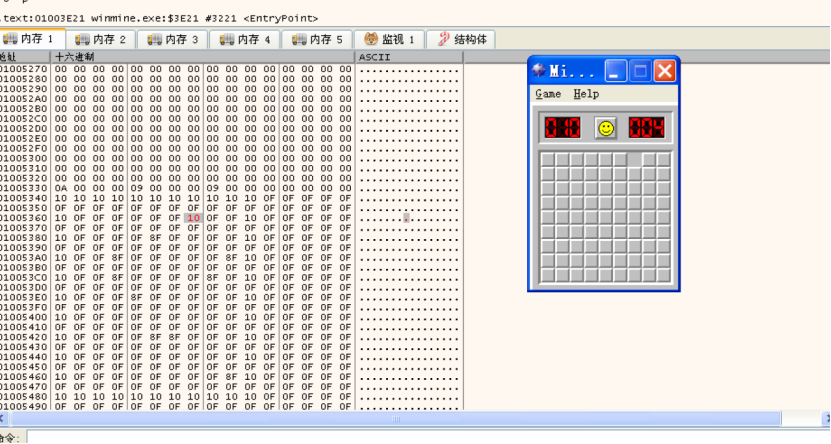 .text:01003E21 winmine.exe:$3E21 #3221 <EntryPoint>
内存 1 内存 2 内存 3 内存 4 内存 5 监视 1 结构体
地址 十六进制 ASCII
01005270 00 00 00 00 00 00 00 00 00 00 00 00 00 00 00 00 ................
01005280 00 00 00 00 00 00 00 00 00 00 00 00 00 00 00 00 ................
01005290 00 00 00 00 00 00 00 00 00 00 00 00 00 00 00 00 ................
010052A0 00 00 00 00 00 00 00 00 00 00 00 00 00 00 00 00 ................
010052B0 00 00 00 00 00 00 00 00 00 00 00 00 00 00 00 00 ................
010052C0 00 00 00 00 00 00 00 00 00 00 00 00 00 00 00 00 ................
010052D0 00 00 00 00 00 00 00 00 00 00 00 00 00 00 00 00 ................
010052E0 00 00 00 00 00 00 00 00 00 00 00 00 00 00 00 00 ................
010052F0 00 00 00 00 00 00 00 00 00 00 00 00 00 00 00 00 ................
01005300 00 00 00 00 00 00 00 00 00 00 00 00 00 00 00 00 ................
01005310 00 00 00 00 00 00 00 00 00 00 00 00 00 00 00 00 ................
01005320 00 00 00 00 00 00 00 00 00 00 00 00 00 00 00 00 ................
01005330 0A 00 00 00 09 00 00 00 09 00 00 00 00 00 00 00 ................
01005340 10 10 10 10 10 10 10 10 10 10 10 0F 0F 0F 0F 0F ................
01005350 0F 0F 0F 0F 0F 0F 0F 0F 0F 0F 0F 0F 0F 0F 0F 0F ................
01005360 10 0F 0F 0F 0F 0F 0F 10 0F 0F 10 0F 0F 0F 0F 0F ................
01005370 0F 0F 0F 0F 0F 0F 0F 0F 0F 0F 0F 0F 0F 0F 0F 0F ................
01005380 10 0F 0F 0F 0F 8F 0F 0F 0F 0F 10 0F 0F 0F 0F 0F ................
01005390 0F 0F 0F 0F 0F 0F 0F 0F 0F 0F 0F 0F 0F 0F 0F 0F ................
010053A0 10 0F 0F 8F 0F 0F 0F 0F 0F 8F 10 0F 0F 0F 0F 0F ................
010053B0 0F 0F 0F 0F 0F 0F 0F 0F 0F 0F 0F 0F 0F 0F 0F 0F ................
010053C0 10 0F 0F 8F 0F 0F 0F 0F 8F 0F 10 0F 0F 0F 0F 0F ................
010053D0 0F 0F 0F 0F 0F 0F 0F 0F 0F 0F 0F 0F 0F 0F 0F 0F ................
010053E0 10 0F 0F 0F 8F 0F 0F 0F 0F 0F 10 0F 0F 0F 0F 0F ................
010053F0 0F 0F 0F 0F 0F 0F 0F 0F 0F 0F 0F 0F 0F 0F 0F 0F ................
01005400 10 0F 0F 0F 0F 0F 0F 0F 0F 0F 10 0F 0F 0F 0F 0F ................
01005410 0F 0F 0F 0F 0F 0F 0F 0F 0F 0F 0F 0F 0F 0F 0F 0F ................
01005420 10 0F 0F 0F 0F 8F 8F 0F 0F 0F 10 0F 0F 0F 0F 0F ................
01005430 0F 0F 0F 0F 0F 0F 0F 0F 0F 0F 0F 0F 0F 0F 0F 0F ................
01005440 10 0F 0F 0F 0F 0F 0F 0F 0F 0F 10 0F 0F 0F 0F 0F ................
01005450 0F 0F 0F 0F 0F 0F 0F 0F 0F 0F 0F 0F 0F 0F 0F 0F ................
01005460 10 0F 0F 0F 0F 0F 0F 0F 0F 8F 10 0F 0F 0F 0F 0F ................
01005470 0F 0F 0F 0F 0F 0F 0F 0F 0F 0F 0F 0F 0F 0F 0F 0F ................
01005480 10 10 10 10 10 10 10 10 10 10 10 0F 0F 0F 0F 0F ................
01005490 0F 0F 0F 0F 0F 0F 0F 0F 0F 0F 0F 0F 0F 0F 0F 0F ................
Mi...
Game Help
010 004
命令: